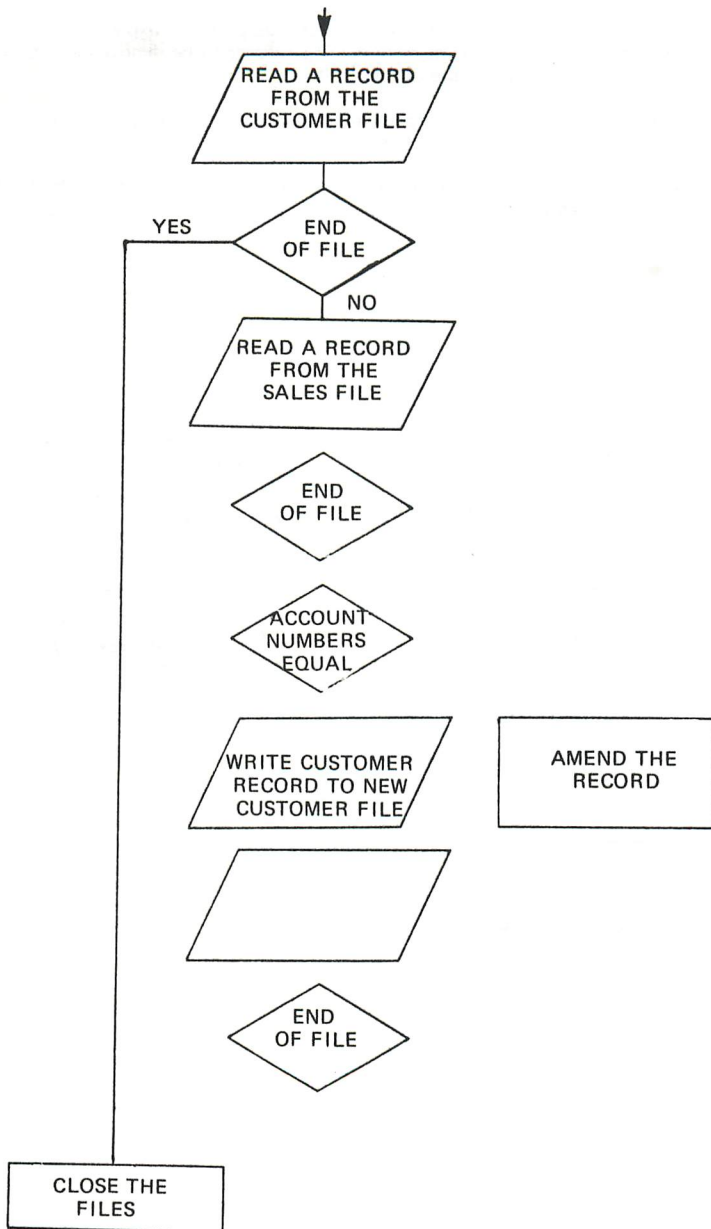 READ A RECORD
FROM THE
CUSTOMER FILE
YES
END
OF FILE
NO
READ A RECORD
FROM THE
SALES FILE
END
OF FILE
ACCOUNT
NUMBERS
EQUAL
WRITE CUSTOMER
RECORD TO NEW
CUSTOMER FILE
AMEND THE
RECORD
END
OF FILE
CLOSE THE
FILES